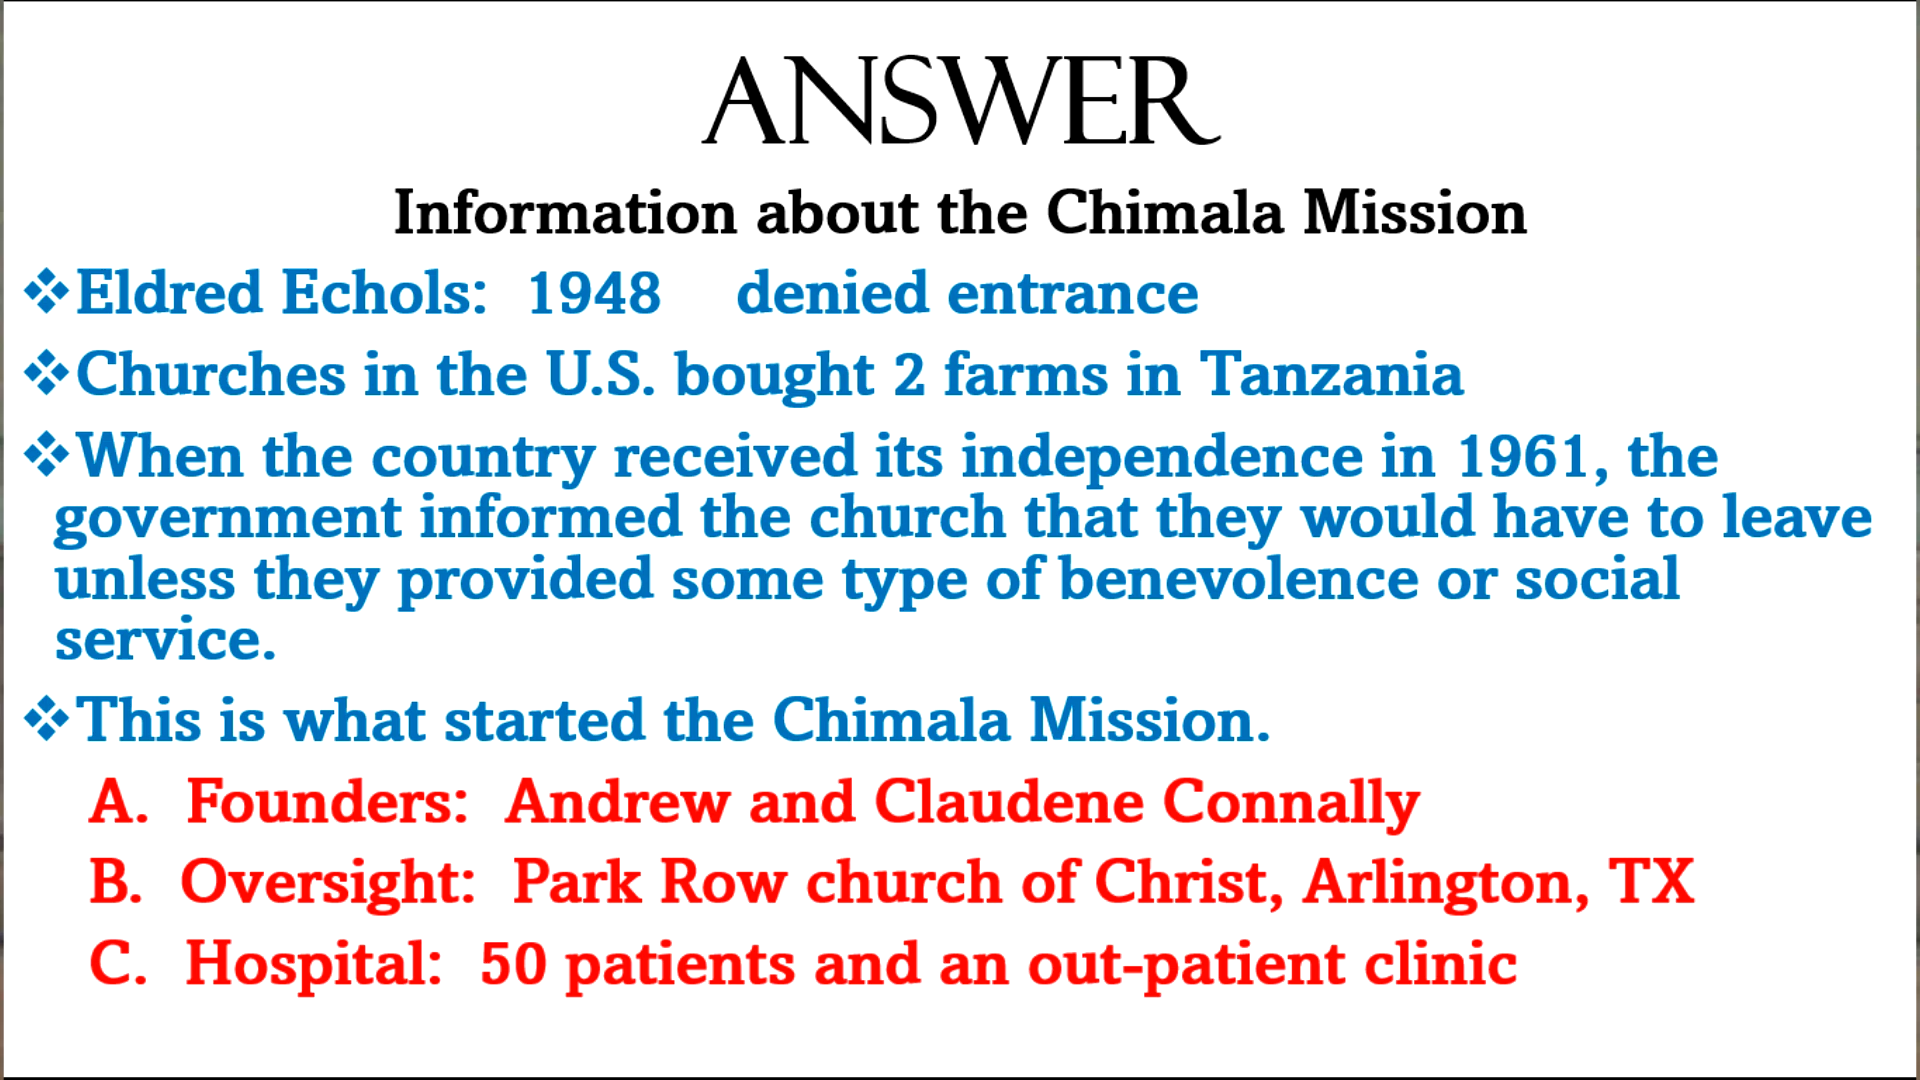 ANSWER
Information about the Chimala Mission
❖Eldred Echols:  1948    denied entrance
❖Churches in the U.S. bought 2 farms in Tanzania
❖When the country received its independence in 1961, the
government informed the church that they would have to leave
unless they provided some type of benevolence or social
service.
❖This is what started the Chimala Mission.
A.  Founders:  Andrew and Claudene Connally
B.  Oversight:  Park Row church of Christ, Arlington, TX
C.  Hospital:  50 patients and an out-patient clinic